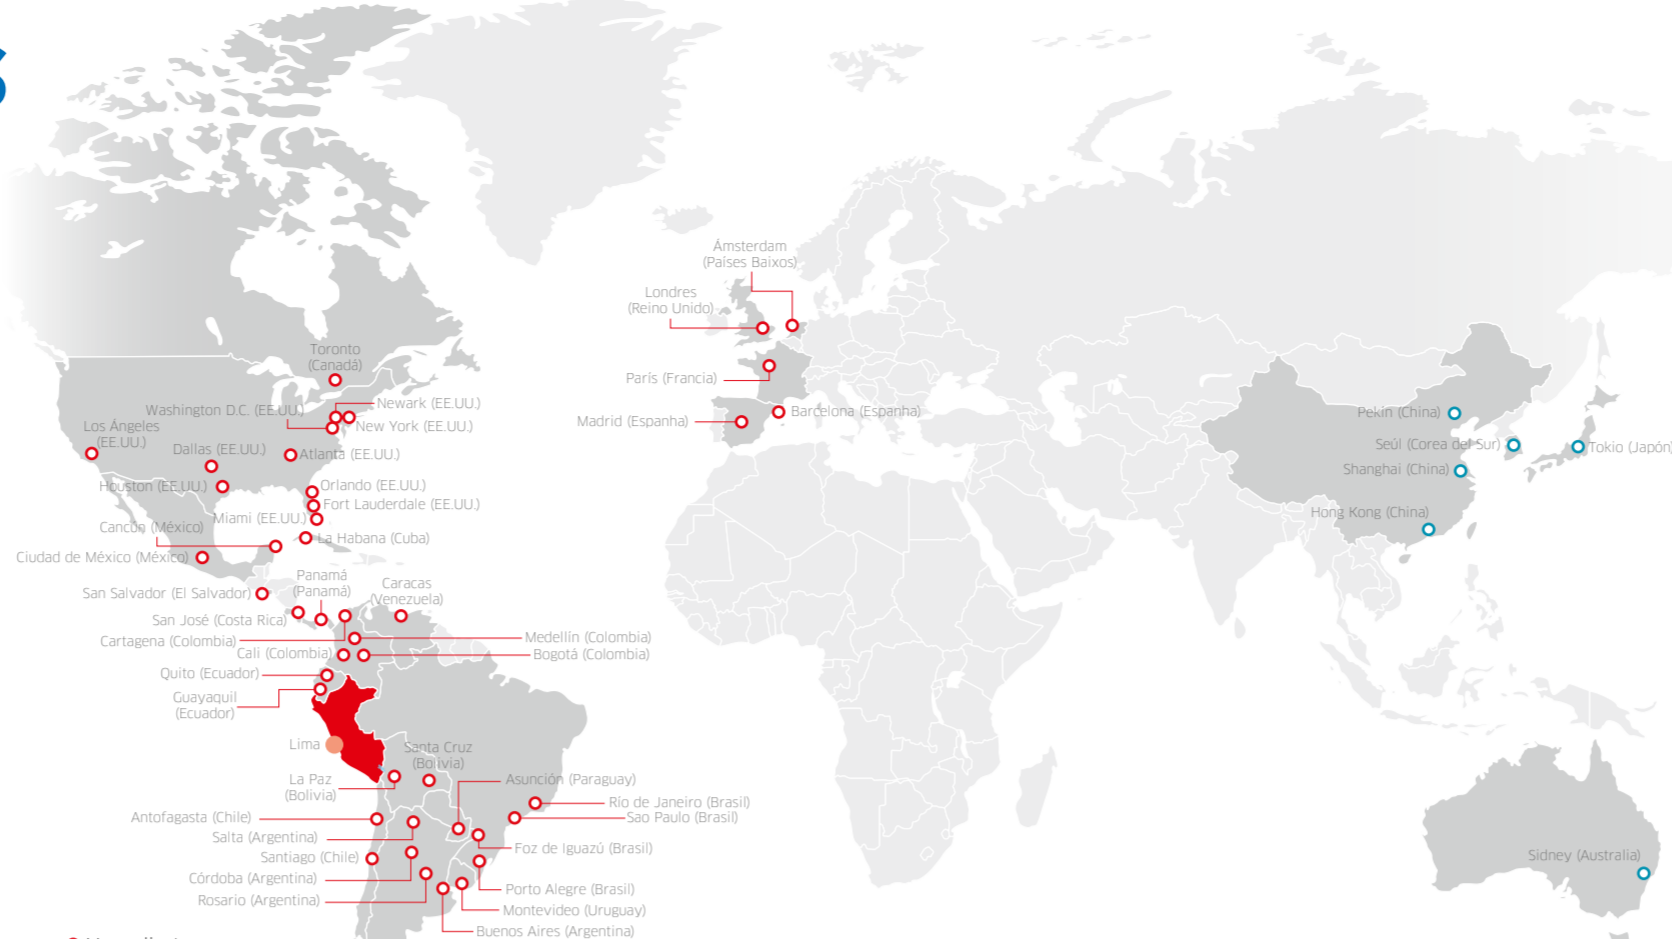 Ámsterdam
(Países Bajos)
Londres
(Reino Unido)
París (Francia)
Madrid (Espanha)
Barcelona (Espanha)
Toronto
(Canadá)
Newark (EE.UU.)
Washington D.C. (EE.UU.)
New York (EE.UU.)
Los Ángeles
(EE.UU.)
Dallas (EE.UU.)
Atlanta (EE.UU.)
Houston (EE.UU.)
Orlando (EE.UU.)
Fort Lauderdale (EE.UU.)
Miami (EE.UU.)
Cancún (México)
La Habana (Cuba)
Ciudad de México (México)
San Salvador (El Salvador)
Panamá
(Panamá)
Caracas
(Venezuela)
San José (Costa Rica)
Cartagena (Colombia)
Medellín (Colombia)
Cali (Colombia)
Bogotá (Colombia)
Quito (Ecuador)
Guayaquil
(Ecuador)
Lima
Santa Cruz
(Bolivia)
La Paz
(Bolivia)
Asunción (Paraguay)
Río de Janeiro (Brasil)
Sao Paulo (Brasil)
Antofagasta (Chile)
Salta (Argentina)
Foz de Iguazú (Brasil)
Santiago (Chile)
Córdoba (Argentina)
Porto Alegre (Brasil)
Rosario (Argentina)
Montevideo (Uruguay)
Buenos Aires (Argentina)
Pekín (China)
Seúl (Corea del Sur)
Tokio (Japón)
Shanghai (China)
Hong Kong (China)
Sidney (Australia)